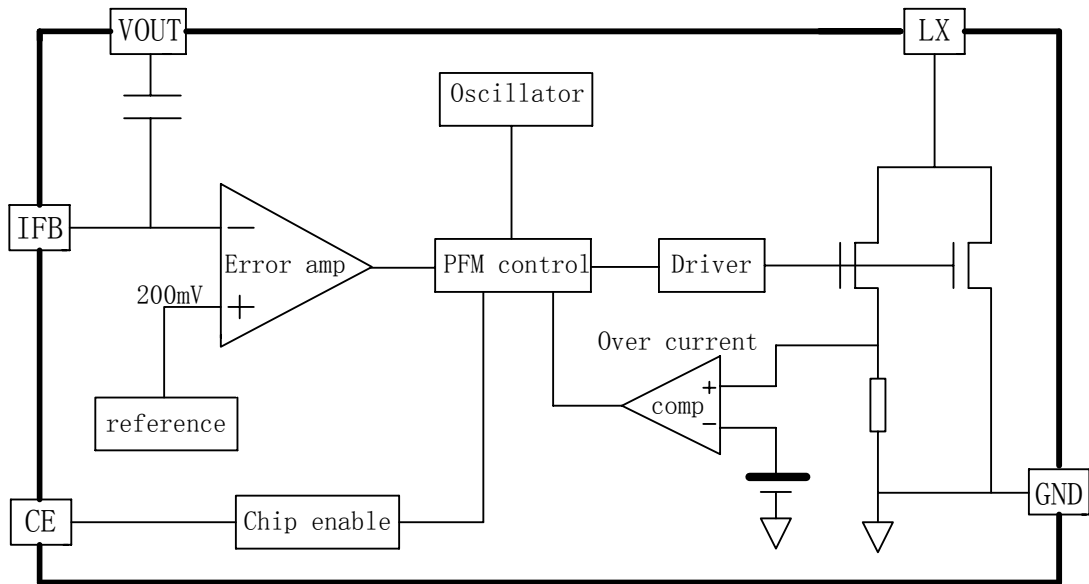 VOUT
LX
Oscillator
IFB
−
Error amp
PFM control
Driver
200mV
+
Over current
+
comp
−
reference
CE
Chip enable
GND